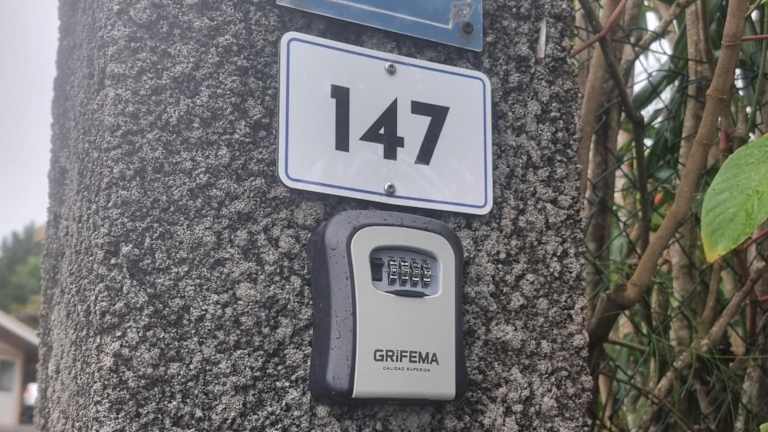 147
GRiFEMA
CALIDAD SUPERIOR